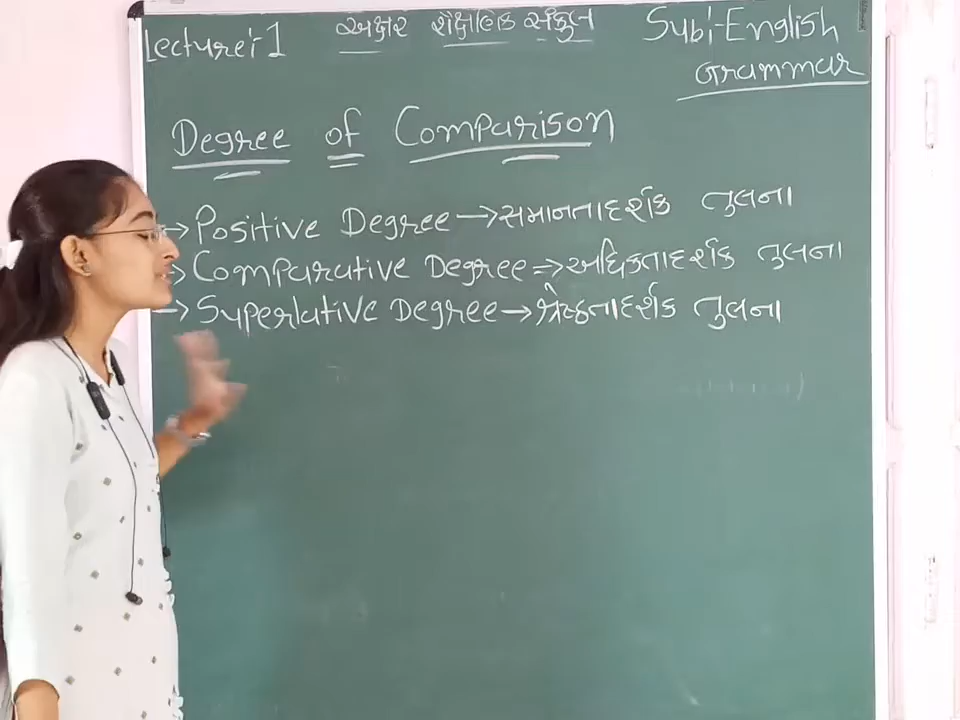 Lecture:-1 અક્ષર શૈક્ષણિક સંકુલ Sub:-English
Grammar
Degree of Comparison
→ Positive Degree → સમાનતાદર્શક તુલના
→ Comparative Degree ⇒ અધિકતાદર્શક તુલના
→ Superlative Degree → શ્રેષ્ઠતાદર્શક તુલના